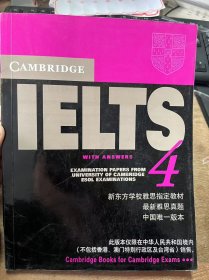 CAMBRIDGE
IELTS
4
WITH ANSWERS
EXAMINATION PAPERS FROM
UNIVERSITY OF CAMBRIDGE
ESOL EXAMINATIONS
新东方学校雅思指定教材
最新雅思真题
中国唯一版本
此版本仅限在中华人民共和国境内
(不包括香港、澳门特别行政区及台湾省)销售。
Cambridge Books for Cambridge Exams